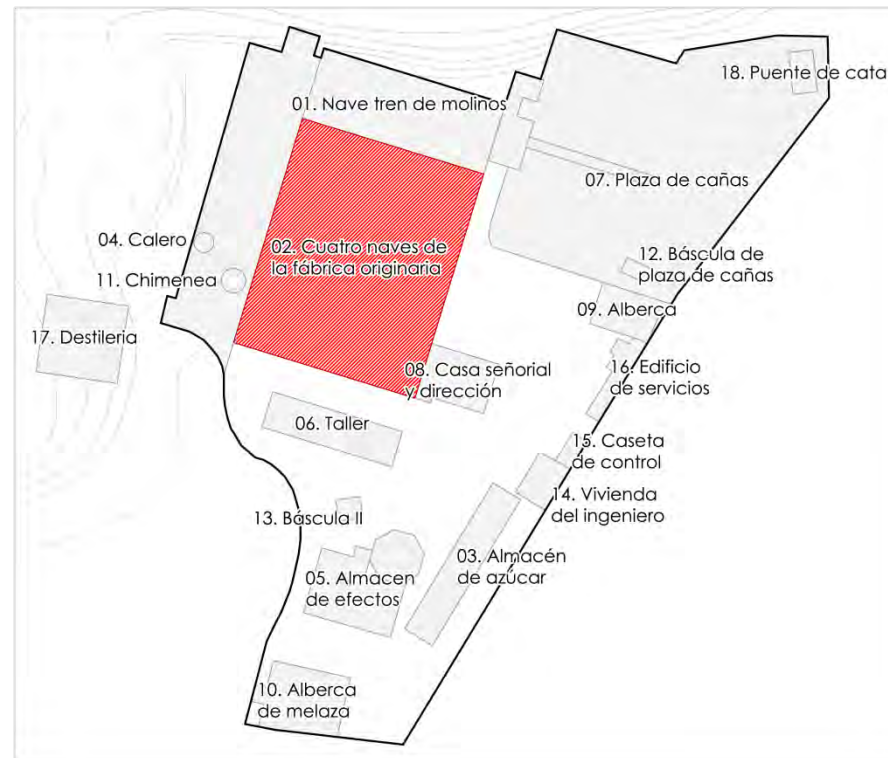 18. Puente de cata
01. Nave tren de molinos
07. Plaza de cañas
04. Calero
02. Cuatro naves de
la fábrica originaria
12. Báscula de
plaza de cañas
11. Chimenea
09. Alberca
17. Destileria
08. Casa señorial
y dirección
16. Edificio
de servicios
06. Taller
15. Caseta
de control
14. Vivienda
del ingeniero
13. Báscula II
03. Almacén
de azúcar
05. Almacen
de efectos
10. Alberca
de melaza